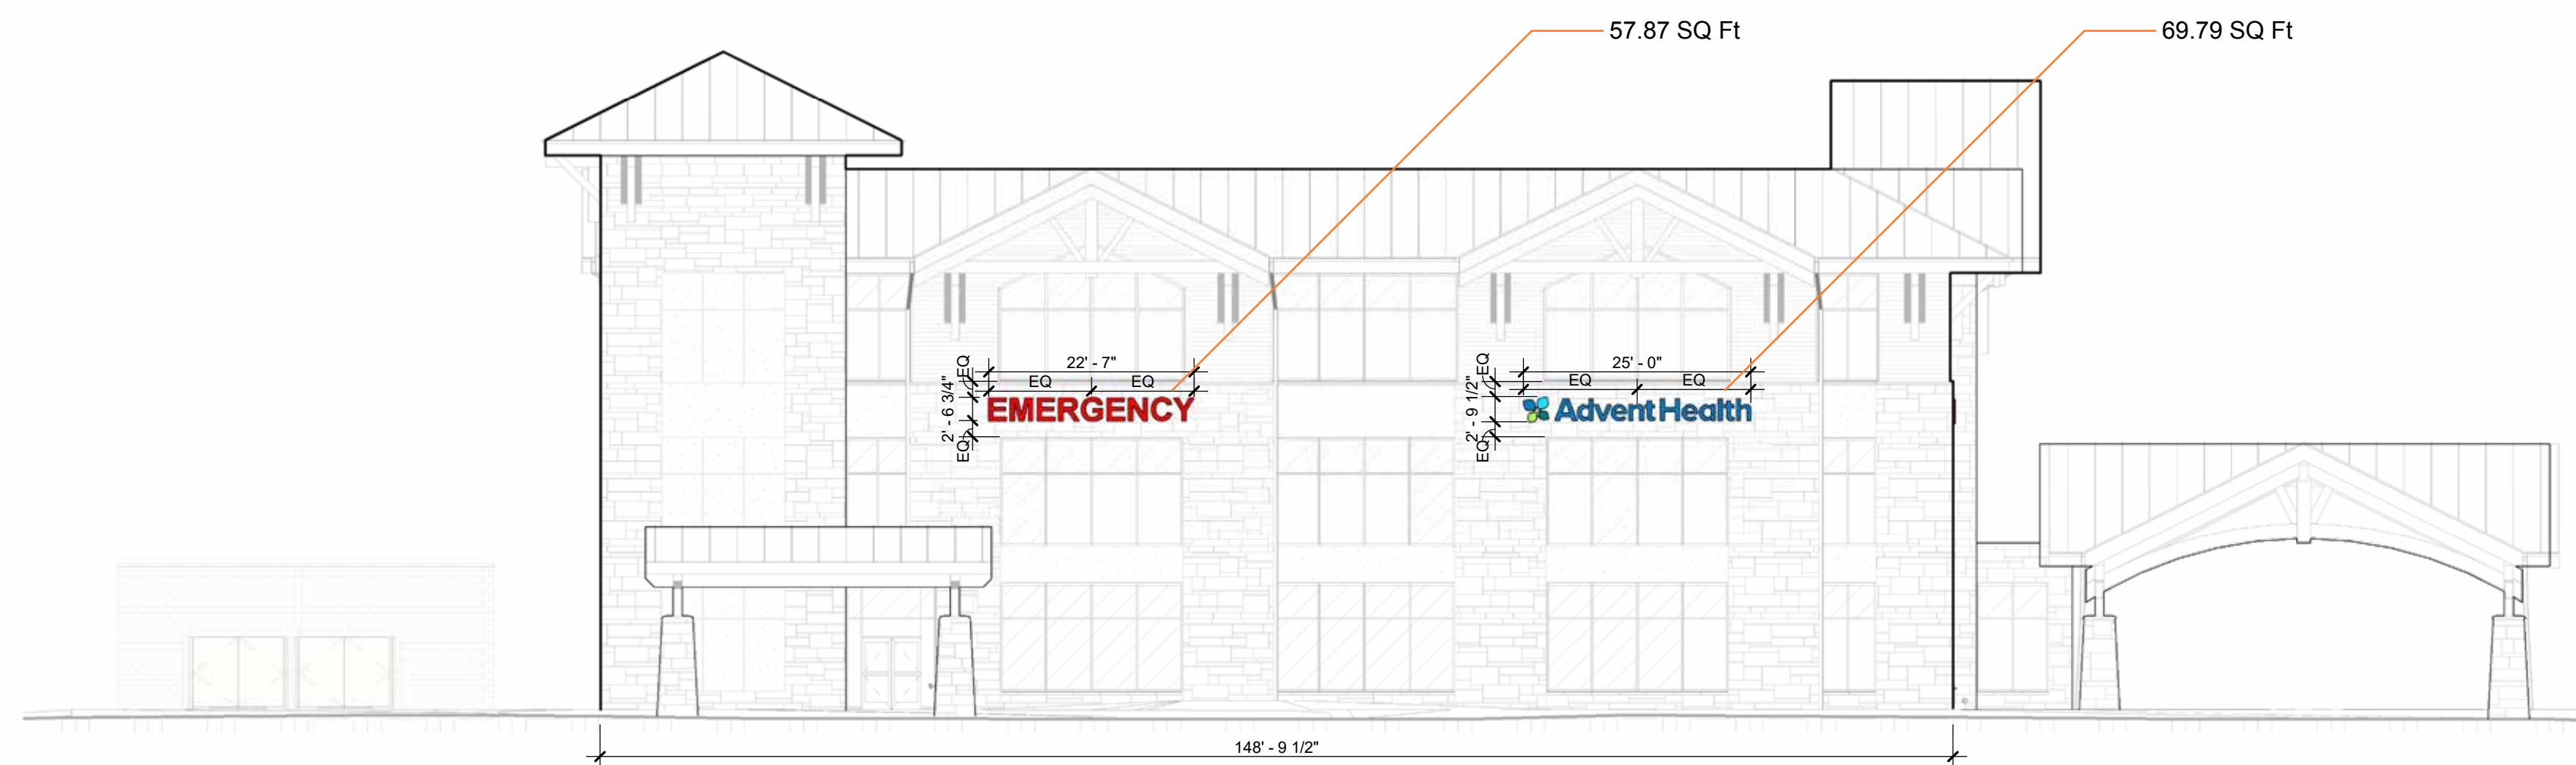 57.87 SQ Ft
69.79 SQ Ft
22' - 7"
EQ
EQ
EQ
2' - 6 3/4"
EQ
EMERGENCY
25' - 0"
EQ
EQ
EQ
2' - 9 1/2"
EQ
AdventHealth
148' - 9 1/2"